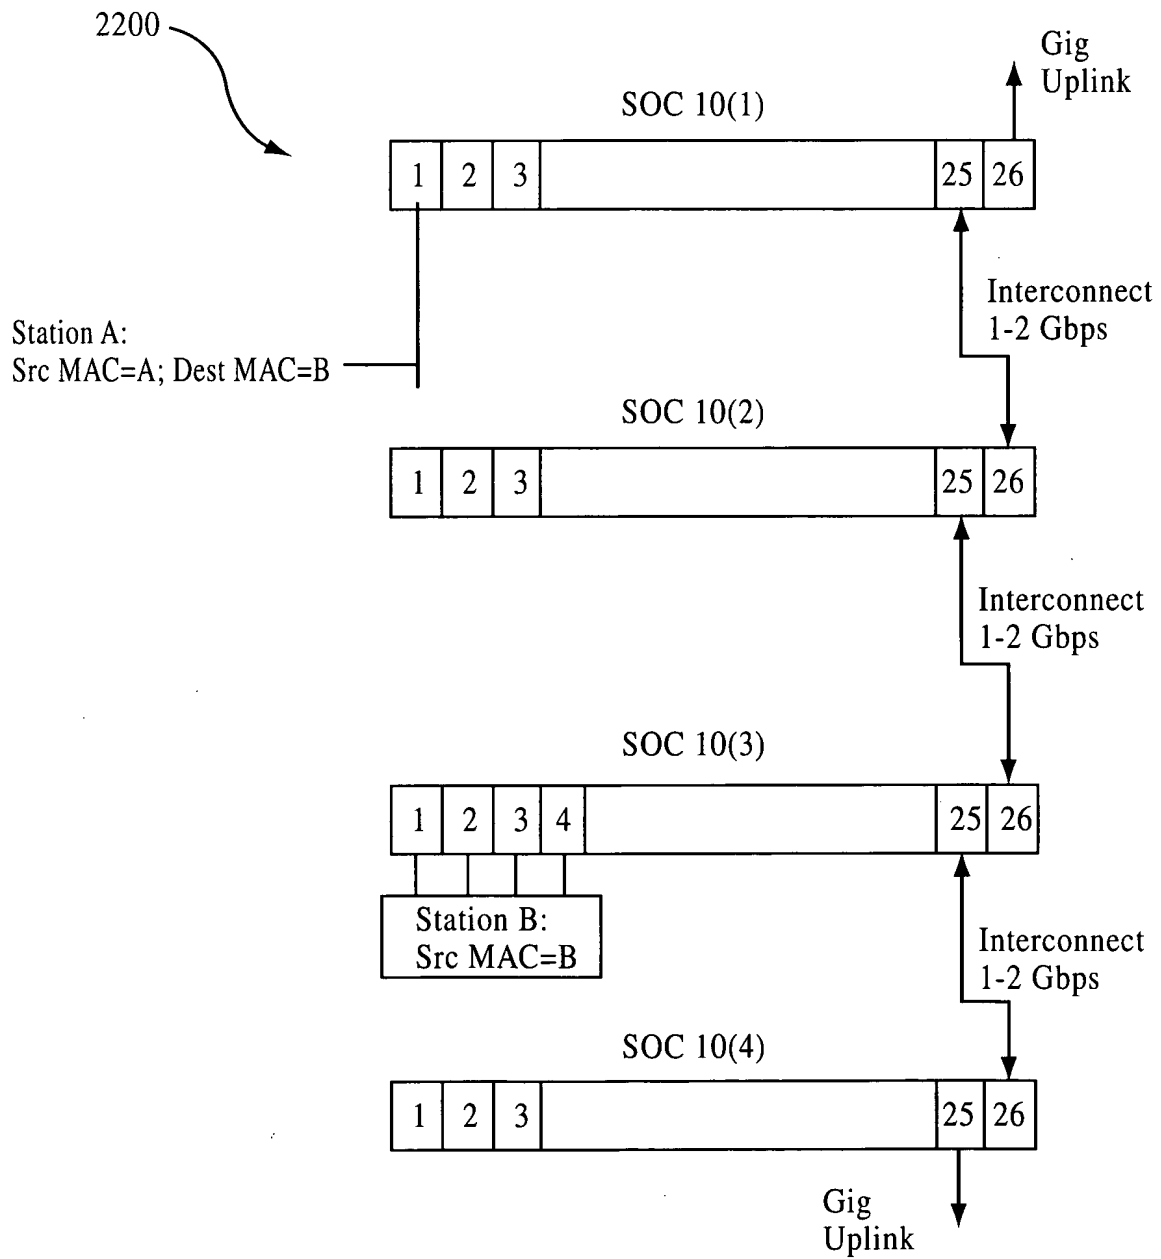 2200
Gig
Uplink
SOC 10(1)
1 2 3 25 26
Interconnect
1-2 Gbps
Station A:
Src MAC=A; Dest MAC=B
SOC 10(2)
1 2 3 25 26
Interconnect
1-2 Gbps
SOC 10(3)
1 2 3 4 25 26
Station B:
Src MAC=B
Interconnect
1-2 Gbps
SOC 10(4)
1 2 3 25 26
Gig
Uplink